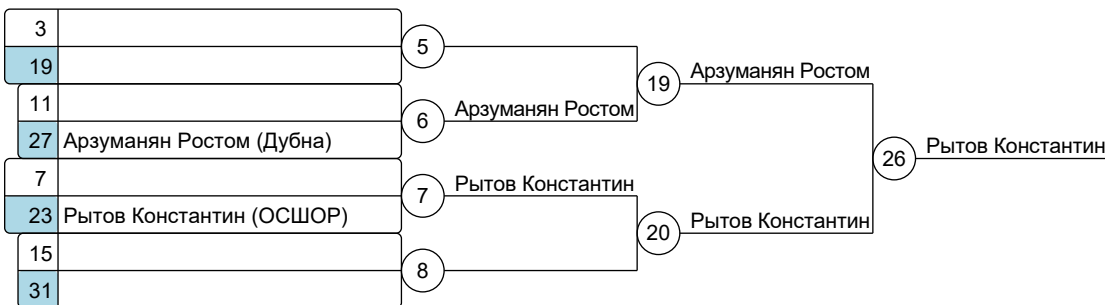 3
5
19
19 Арзуманян Ростом
11
6 Арзуманян Ростом
27 Арзуманян Ростом (Дубна)
26 Рытов Константин
7
7 Рытов Константин
23 Рытов Константин (ОСШОР)
20 Рытов Константин
15
8
31